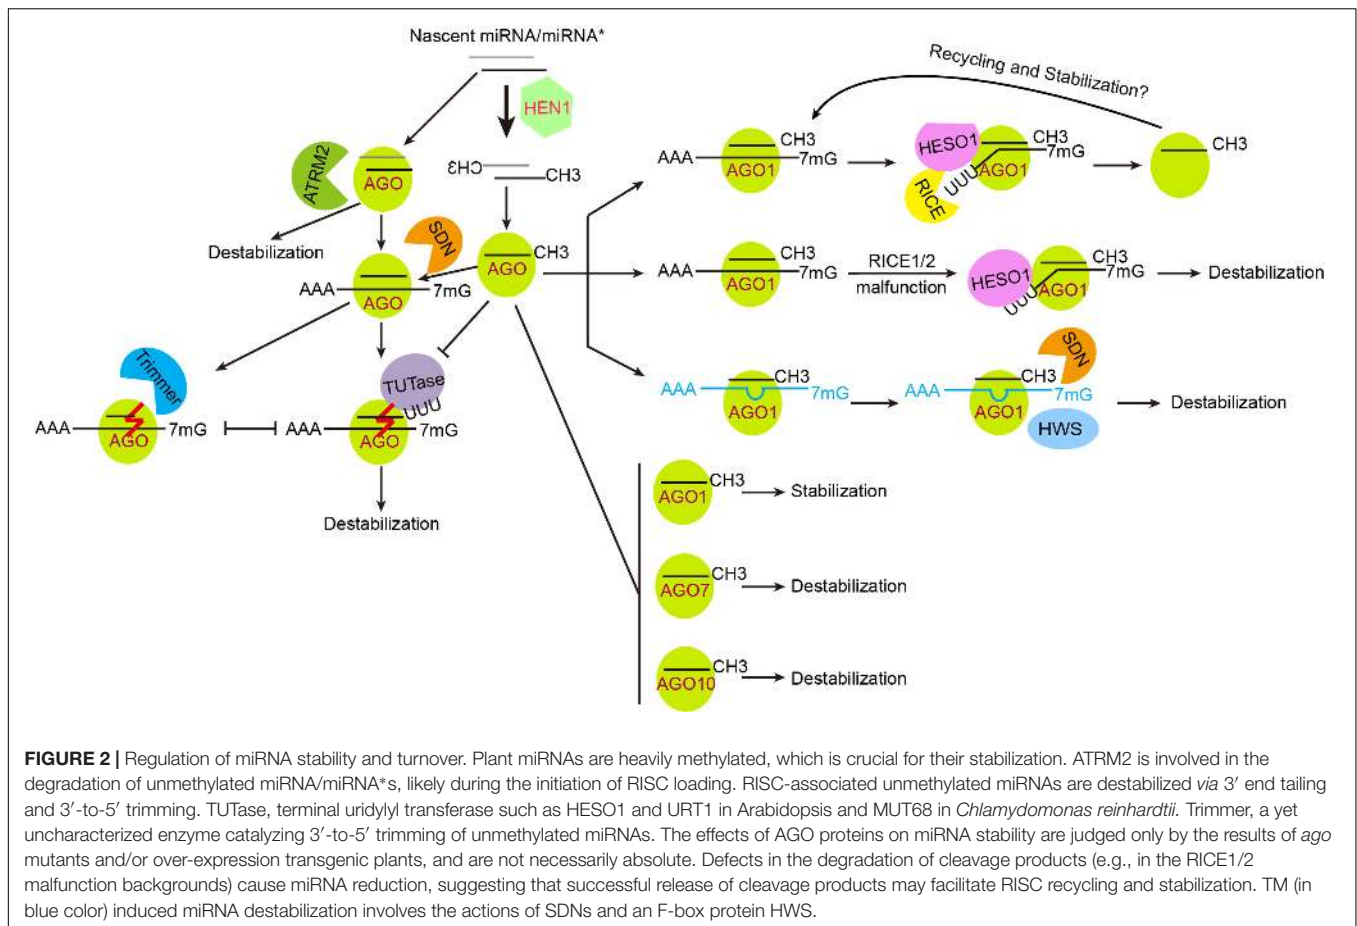 Nascent miRNA/miRNA*
HEN1
Recycling and Stabilization?
ATRM2
AGO
CH3
CH3
Destabilization
SDN
AGO
CH3
AAA
7mG
AGO
Trimmer
AAA
7mG
AGO
TUTase
UUU
AAA
7mG
AGO
Destabilization
AAA
CH3
7mG
AGO1
HESO1
RICE
UUU
CH3
7mG
AGO1
CH3
AAA
CH3
7mG
AGO1
RICE1/2
malfunction
HESO1
UUU
CH3
7mG
AGO1
Destabilization
AAA
CH3
7mG
AGO1
SDN
AAA
CH3
7mG
AGO1
HWS
Destabilization
AGO1
CH3
Stabilization
AGO7
CH3
Destabilization
AGO10
CH3
Destabilization
FIGURE 2 | Regulation of miRNA stability and turnover. Plant miRNAs are heavily methylated, which is crucial for their stabilization. ATRM2 is involved in the
degradation of unmethylated miRNA/miRNA*s, likely during the initiation of RISC loading. RISC-associated unmethylated miRNAs are destabilized via 3′ end tailing
and 3′-to-5′ trimming. TUTase, terminal uridylyl transferase such as HESO1 and URT1 in Arabidopsis and MUT68 in Chlamydomonas reinhardtii. Trimmer, a yet
uncharacterized enzyme catalyzing 3′-to-5′ trimming of unmethylated miRNAs. The effects of AGO proteins on miRNA stability are judged only by the results of ago
mutants and/or over-expression transgenic plants, and are not necessarily absolute. Defects in the degradation of cleavage products (e.g., in the RICE1/2
malfunction backgrounds) cause miRNA reduction, suggesting that successful release of cleavage products may facilitate RISC recycling and stabilization. TM (in
blue color) induced miRNA destabilization involves the actions of SDNs and an F-box protein HWS.